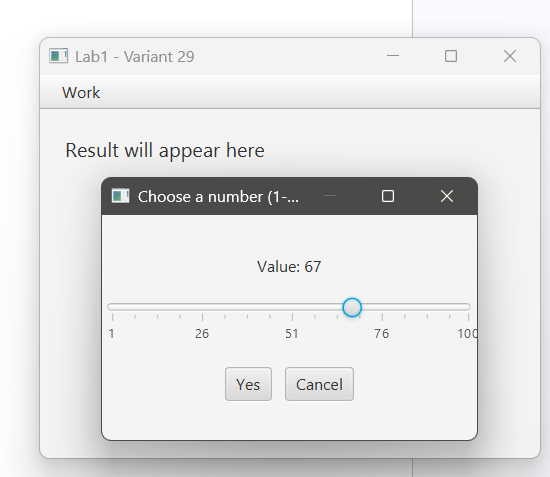 Lab1 - Variant 29
Work
Result will appear here
Choose a number (1-...
Value: 67
1 26 51 76 100
Yes Cancel